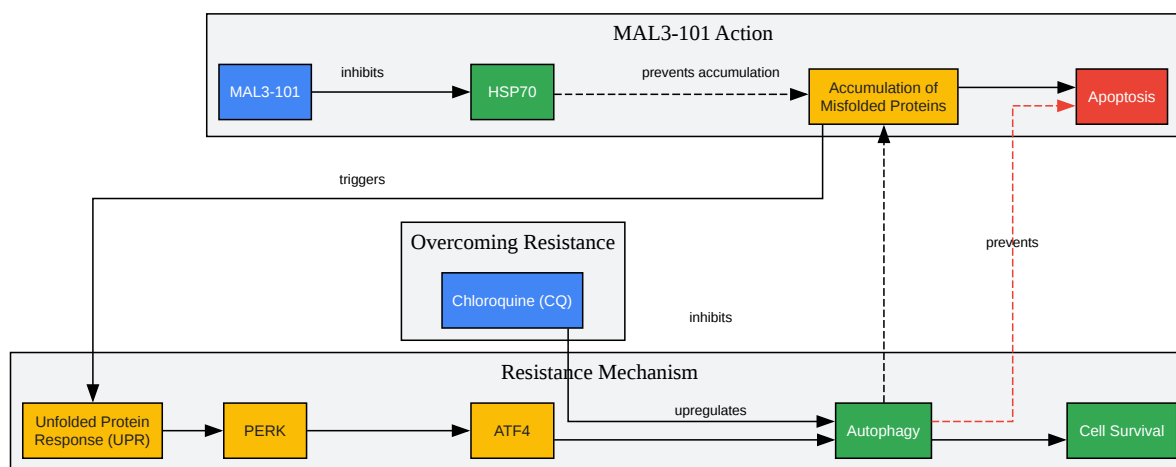 MAL3-101 Action
inhibits
prevents accumulation
MAL3-101
HSP70
Accumulation of
Misfolded Proteins
Apoptosis
triggers
Overcoming Resistance
prevents
Chloroquine (CQ)
inhibits
Resistance Mechanism
upregulates
Unfolded Protein
Response (UPR)
PERK
ATF4
Autophagy
Cell Survival